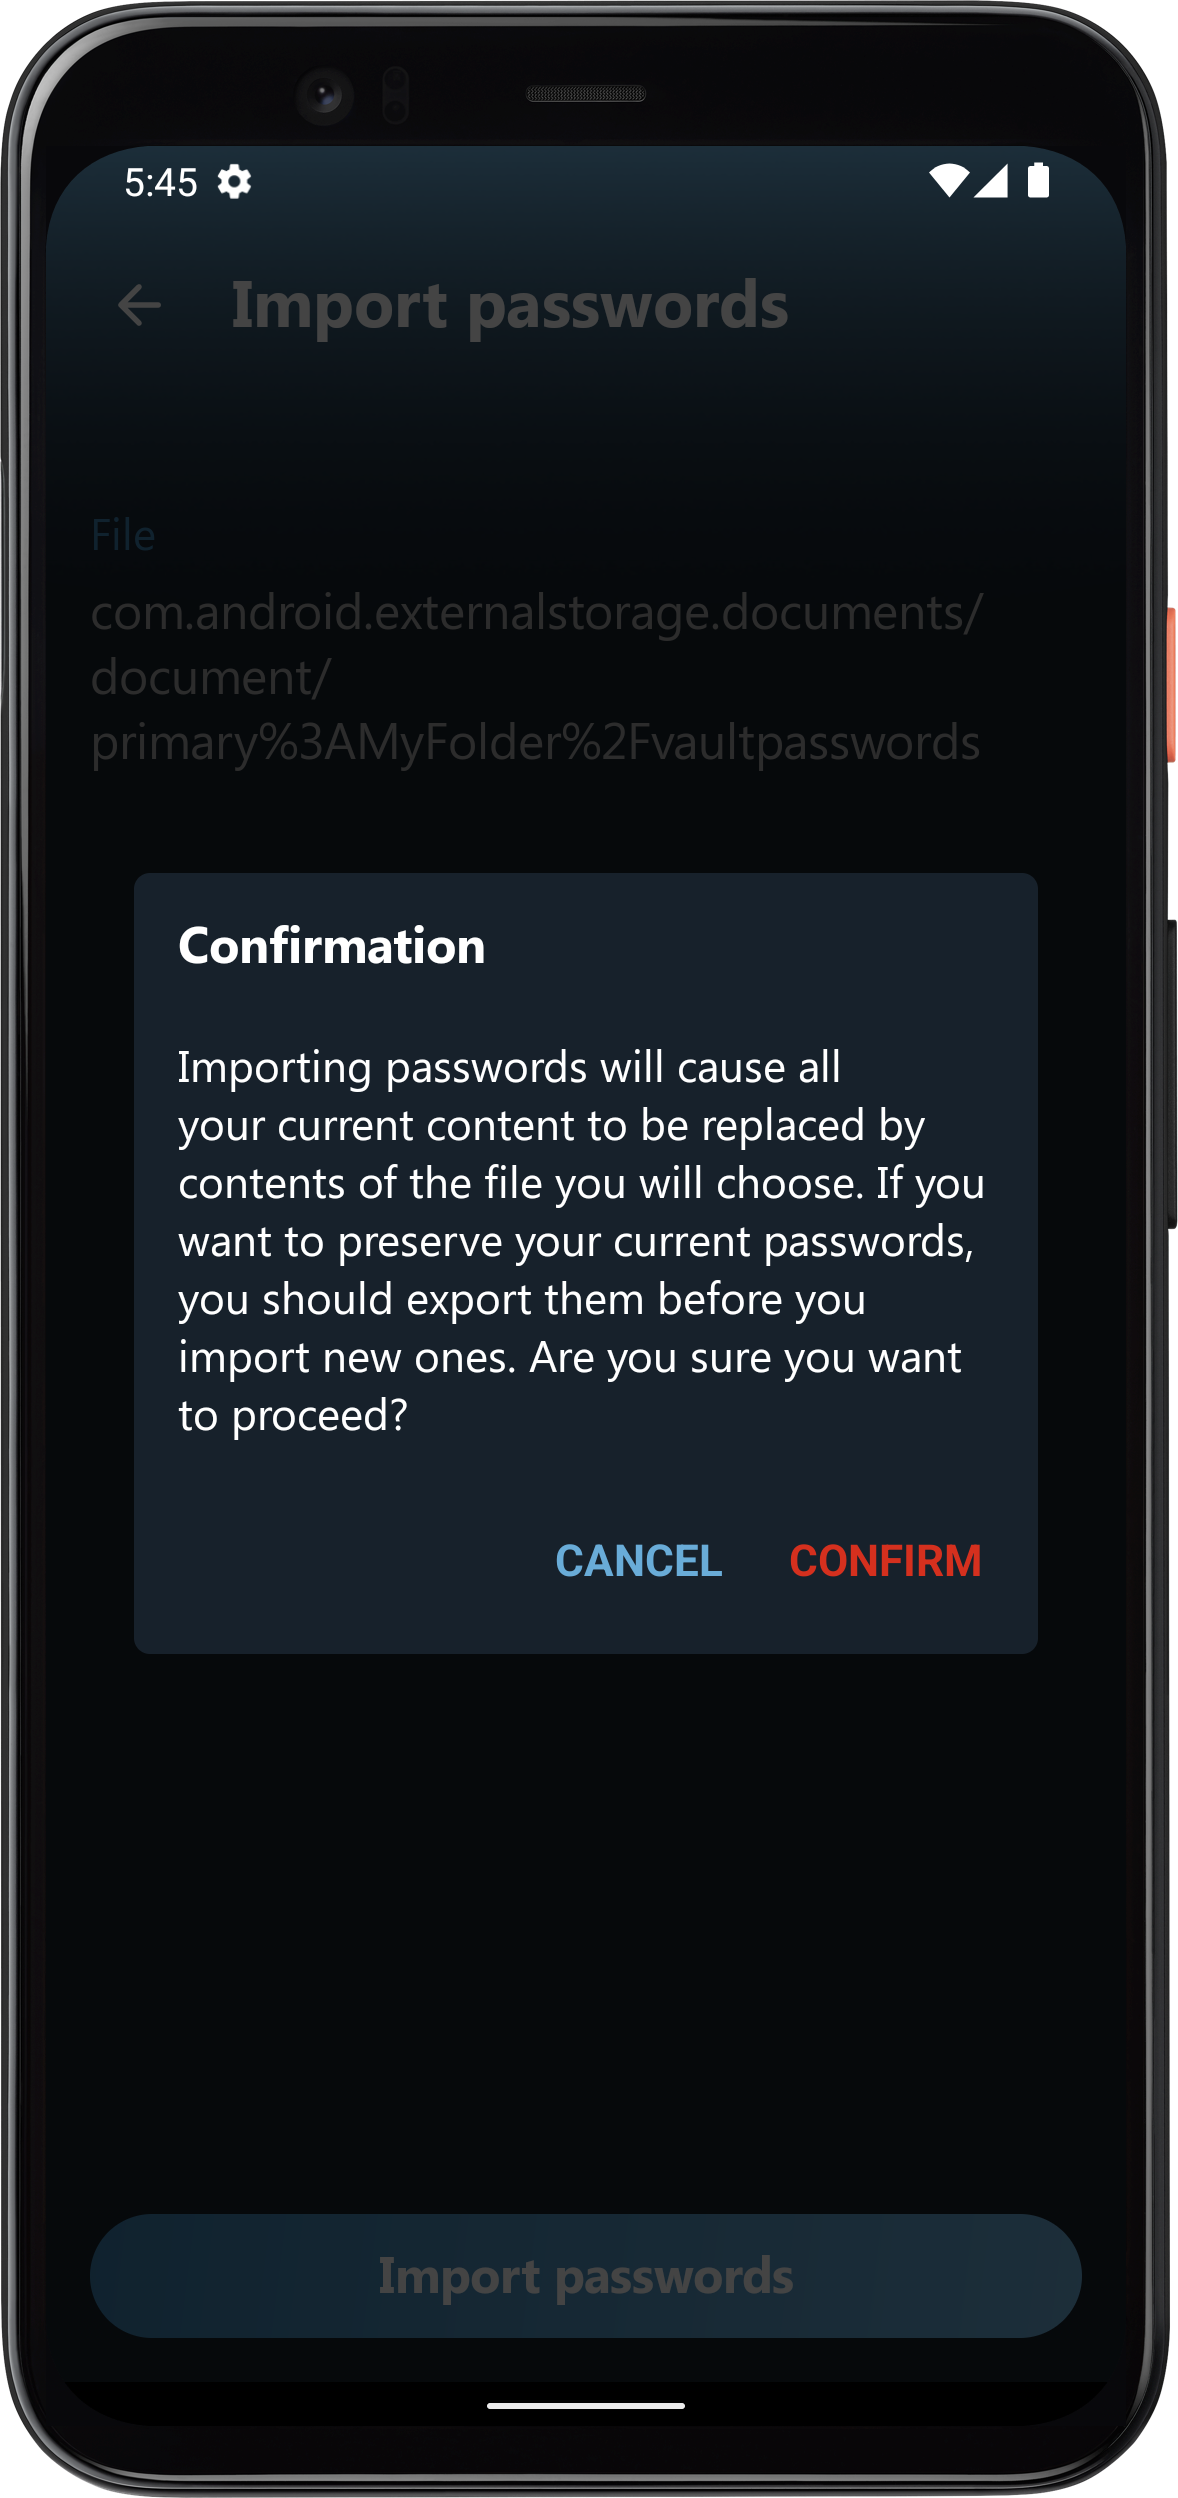 5:45
Import passwords
File
com.android.externalstorage.documents/
document/
primary%3AMyFolder%2Fvaultpasswords
Confirmation
Importing passwords will cause all
your current content to be replaced by
contents of the file you will choose. If you
want to preserve your current passwords,
you should export them before you
import new ones. Are you sure you want
to proceed?
CANCEL CONFIRM
Import passwords